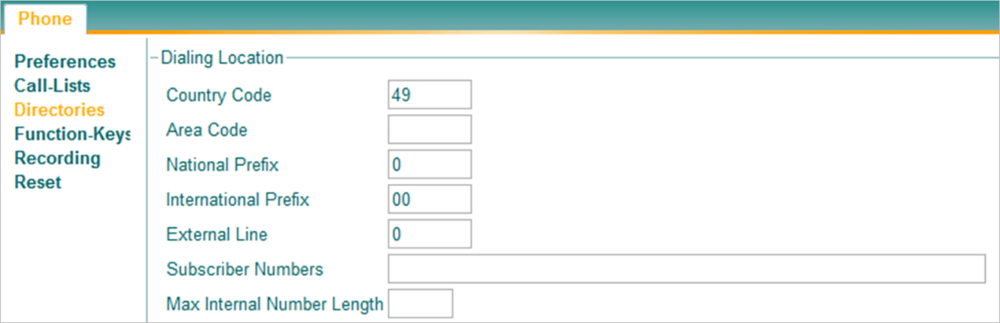 Phone
Preferences
Call-Lists
Directories
Function-Keys
Recording
Reset
Dialing Location
Country Code 49
Area Code
National Prefix 0
International Prefix 00
External Line 0
Subscriber Numbers
Max Internal Number Length